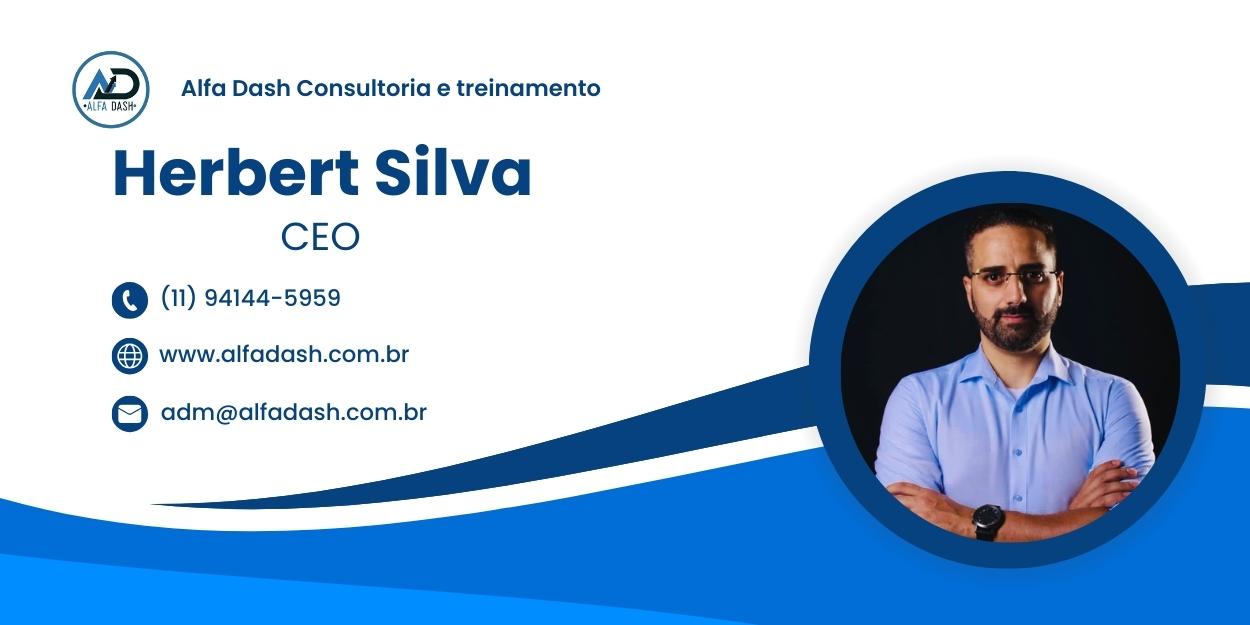 AD
•ALFA DASH•
Alfa Dash Consultoria e treinamento
Herbert Silva
CEO
(11) 94144-5959
www.alfadash.com.br
adm@alfadash.com.br